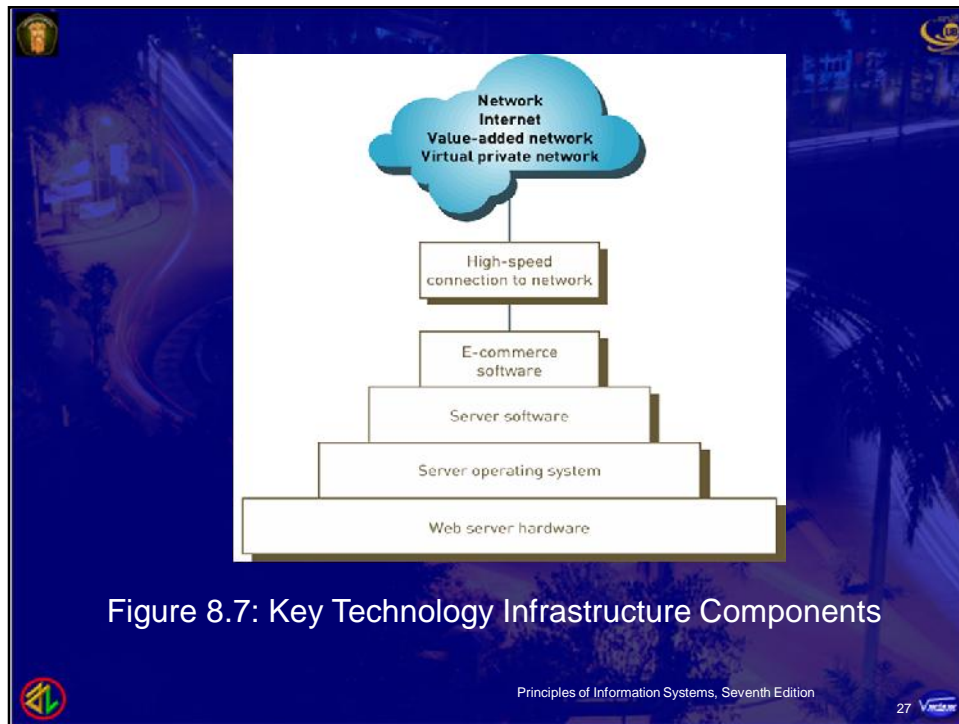 Network
Internet
Value-added network
Virtual private network
High-speed
connection to network
E-commerce
software
Server software
Server operating system
Web server hardware
Figure 8.7: Key Technology Infrastructure Components
Principles of Information Systems, Seventh Edition
27
UB